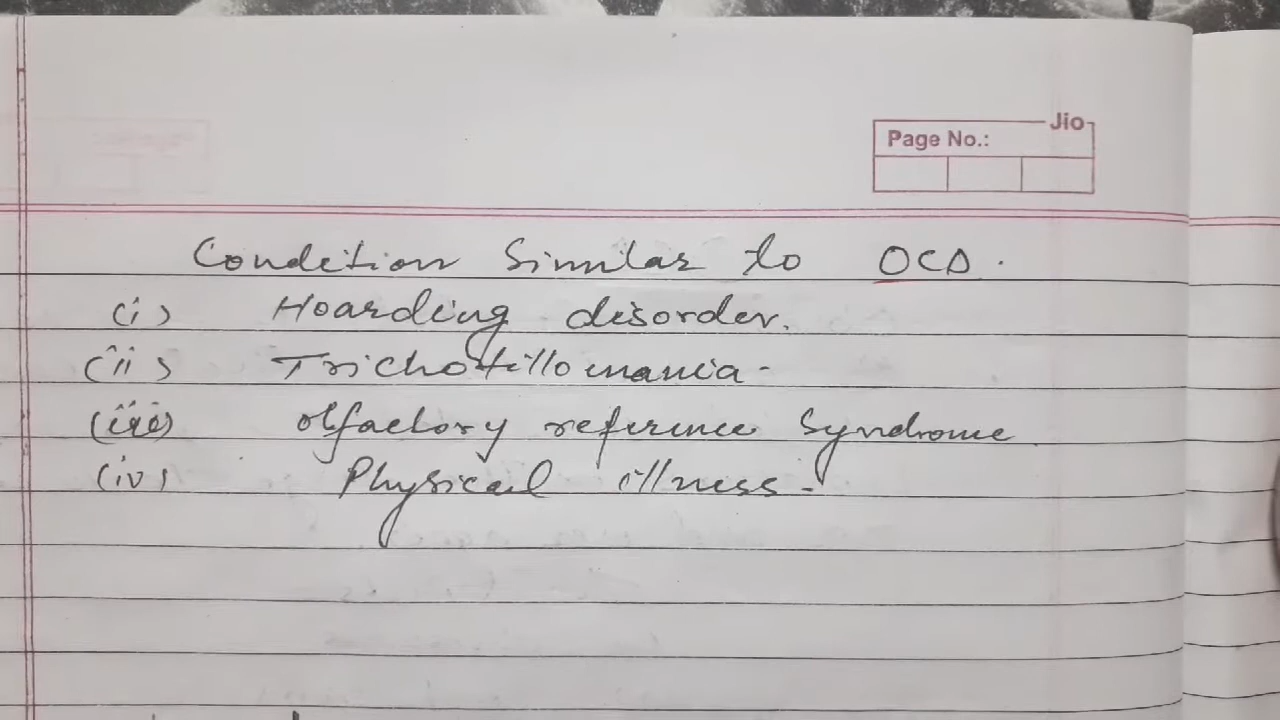 Jio
Page No.:
Condition Similar to OCD.
(i) Hoarding disorder.
(ii) Trichotillomania-
(iii) olfactory reference Syndrome
(iv) Physical illness-